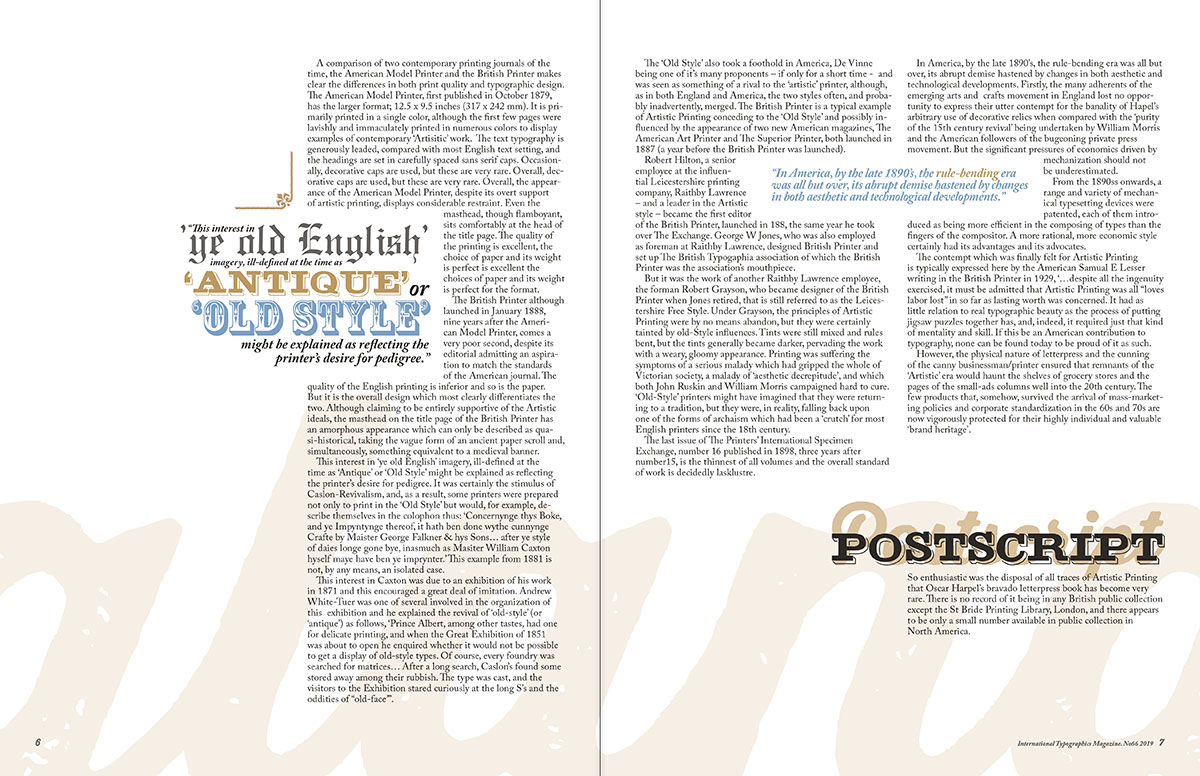 A comparison of two contemporary printing journals of the
time, the American Model Printer and the British Printer makes
clear the differences in both print quality and typographic design.
The American Model Printer, first published in October 1879,
has the larger format; 12.5 x 9.5 inches (317 x 242 mm). It is pri-
marily printed in a single color, although the first few pages were
lavishly and immaculately printed in numerous colors to display
examples of contemporary 'Artistic' work. The text typography is
generously leaded, compared with most English text setting, and
the headings are set in carefully spaced sans serif caps. Occasion-
ally, decorative caps are used, but these are very rare. Overall, dec-
orative caps are used, but these are very rare. Overall, the appear-
ance of the American Model Printer, despite its overt support
of artistic printing, displays considerable restraint. Even the
masthead, though flamboyant,
sits comfortably at the head of
the title page. The quality of
the printing is excellent, the
choice of paper and its weight
is perfect is excellent the
choices of paper and its weight
is perfect for the format.
The British Printer although
launched in January 1888,
nine years after the Ameri-
can Model Printer, comes a
very poor second, despite its
editorial admitting an aspira-
tion to match the standards
of the American journal. The
quality of the English printing is inferior and so is the paper.
But it is the overall design which most clearly differentiates the
two. Although claiming to be entirely supportive of the Artistic
ideals, the masthead on the title page of the British Printer has
an amorphous appearance which can only be described as qua-
si-historical, taking the vague form of an ancient paper scroll and,
simultaneously, something equivalent to a medieval banner.
This interest in 'ye old English' imagery, ill-defined at the
time as 'Antique' or 'Old Style' might be explained as reflecting
the printer's desire for pedigree. It was certainly the stimulus of
Caslon-Revivalism, and, as a result, some printers were prepared
not only to print in the 'Old Style' but would, for example, de-
scribe themselves in the colophon thus: 'Concernynge thys Boke,
and ye Impyntynge thereof, it hath ben done wythe cunnynge
Crafte by Maister George Falkner & hys Sons… after ye style
of daies longe gone bye, inasmuch as Masiter William Caxton
hyself maye have ben ye imprynter.' This example from 1881 is
not, by any means, an isolated case.
This interest in Caxton was due to an exhibition of his work
in 1871 and this encouraged a great deal of imitation. Andrew
White-Tuer was one of several involved in the organization of
this exhibition and he explained the revival of 'old-style' (or
'antique') as follows, 'Prince Albert, among other tastes, had one
for delicate printing, and when the Great Exhibition of 1851
was about to open he enquired whether it would not be possible
to get a display of old-style types. Of course, every foundry was
searched for matrices… After a long search, Caslon's found some
stored away among their rubbish. The type was cast, and the
visitors to the Exhibition stared curiously at the long S's and the
oddities of "old-face"'.
'"This interest in
'ye old English'
imagery, ill-defined at the time as
'ANTIQUE' or
'OLD STYLE'
might be explained as reflecting the
printer's desire for pedigree."
6
The 'Old Style' also took a foothold in America, De Vinne
being one of it's many proponents – if only for a short time - and
was seen as something of a rival to the 'artistic' printer, although,
as in both England and America, the two styles often, and proba-
bly inadvertently, merged. The British Printer is a typical example
of Artistic Printing conceding to the 'Old Style' and possibly in-
fluenced by the appearance of two new American magazines, The
American Art Printer and The Superior Printer, both launched in
1887 (a year before the British Printer was launched).
Robert Hilton, a senior
employee at the influen-
tial Leicestershire printing
company, Raithby Lawrence
– and a leader in the Artistic
style – became the first editor
of the British Printer, launched in 188, the same year he took
over The Exchange. George W Jones, who was also employed
as foreman at Raithby Lawrence, designed British Printer and
set up The British Typogaphia association of which the British
Printer was the association's mouthpiece.
But it was the work of another Raithby Lawrence employee,
the forman Robert Grayson, who became designer of the British
Printer when Jones retired, that is still referred to as the Leices-
tershire Free Style. Under Grayson, the principles of Artistic
Printing were by no means abandon, but they were certainly
tainted by old-Style influences. Tints were still mixed and rules
bent, but the tints generally became darker, pervading the work
with a weary, gloomy appearance. Printing was suffering the
symptoms of a serious malady which had gripped the whole of
Victorian society, a malady of 'aesthetic decrepitude', and which
both John Ruskin and William Morris campaigned hard to cure.
'Old-Style' printers might have imagined that they were return-
ing to a tradition, but they were, in reality, falling back upon
one of the forms of archaism which had been a 'crutch' for most
English printers since the 18th century.
The last issue of The Printers' International Specimen
Exchange, number 16 published in 1898, three years after
number15, is the thinnest of all volumes and the overall standard
of work is decidedly lasklustre.
"In America, by the late 1890's, the rule-bending era
was all but over, its abrupt demise hastened by changes
in both aesthetic and technological developments."
In America, by the late 1890's, the rule-bending era was all but
over, its abrupt demise hastened by changes in both aesthetic and
technological developments. Firstly, the many adherents of the
emerging arts and crafts movement in England lost no oppor-
tunity to express their utter contempt for the banality of Hapel's
arbitrary use of decorative relics when compared with the 'purity
of the 15th century revival' being undertaken by William Morris
and the American followers of the bugconing private press
movement. But the significant pressures of economics driven by
mechanization should not
be underestimated.
From the 1890ss onwards, a
range and variety of mechan-
ical typesetting devices were
patented, each of them intro-
duced as being more efficient in the composing of types than the
fingers of the compositor. A more rational, more economic style
certainly had its advantages and its advocates.
The contempt which was finally felt for Artistic Printing
is typically expressed here by the American Samuel E Lesser
writing in the British Printer in 1929, '…despite all the ingenuity
exercised, it must be admitted that Artistic Printing was all "loves
labor lost" in so far as lasting worth was concerned. It had as
little relation to real typographic beauty as the process of putting
jigsaw puzzles together has, and, indeed, it required just that kind
of mentality and skill. If this be an American contribution to
typography, none can be found today to be proud of it as such.
However, the physical nature of letterpress and the cunning
of the canny businessman/printer ensured that remnants of the
'Artistic' era would haunt the shelves of grocery stores and the
pages of the small-ads columns well into the 20th century. The
few products that, somehow, survived the arrival of mass-market-
ing policies and corporate standardization in the 60s and 70s are
now vigorously protected for their highly individual and valuable
'brand heritage'.
Postscript
POSTSCRIPT
So enthusiastic was the disposal of all traces of Artistic Printing
that Oscar Harpel's bravado letterpress book has become very
rare. There is no record of it being in any British public collection
except the St Bride Printing Library, London, and there appears
to be only a small number available in public collection in
North America.
International Typographics Magazine. No66 2019 7